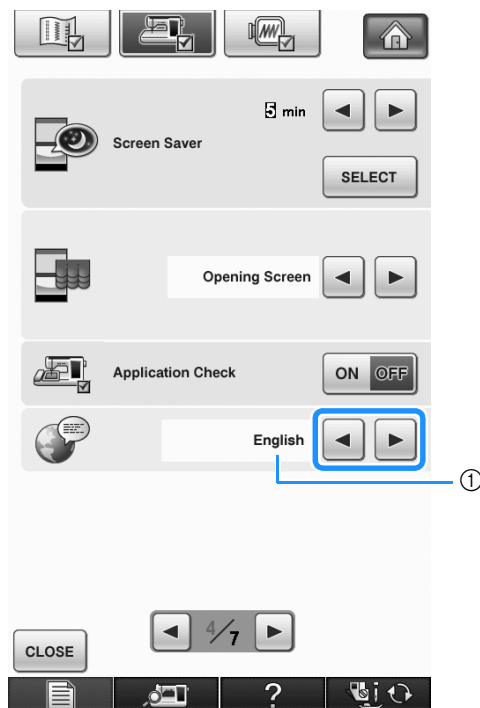 5 min
Screen Saver
SELECT
Opening Screen
Application Check
ON OFF
English
①
4/7
CLOSE
?